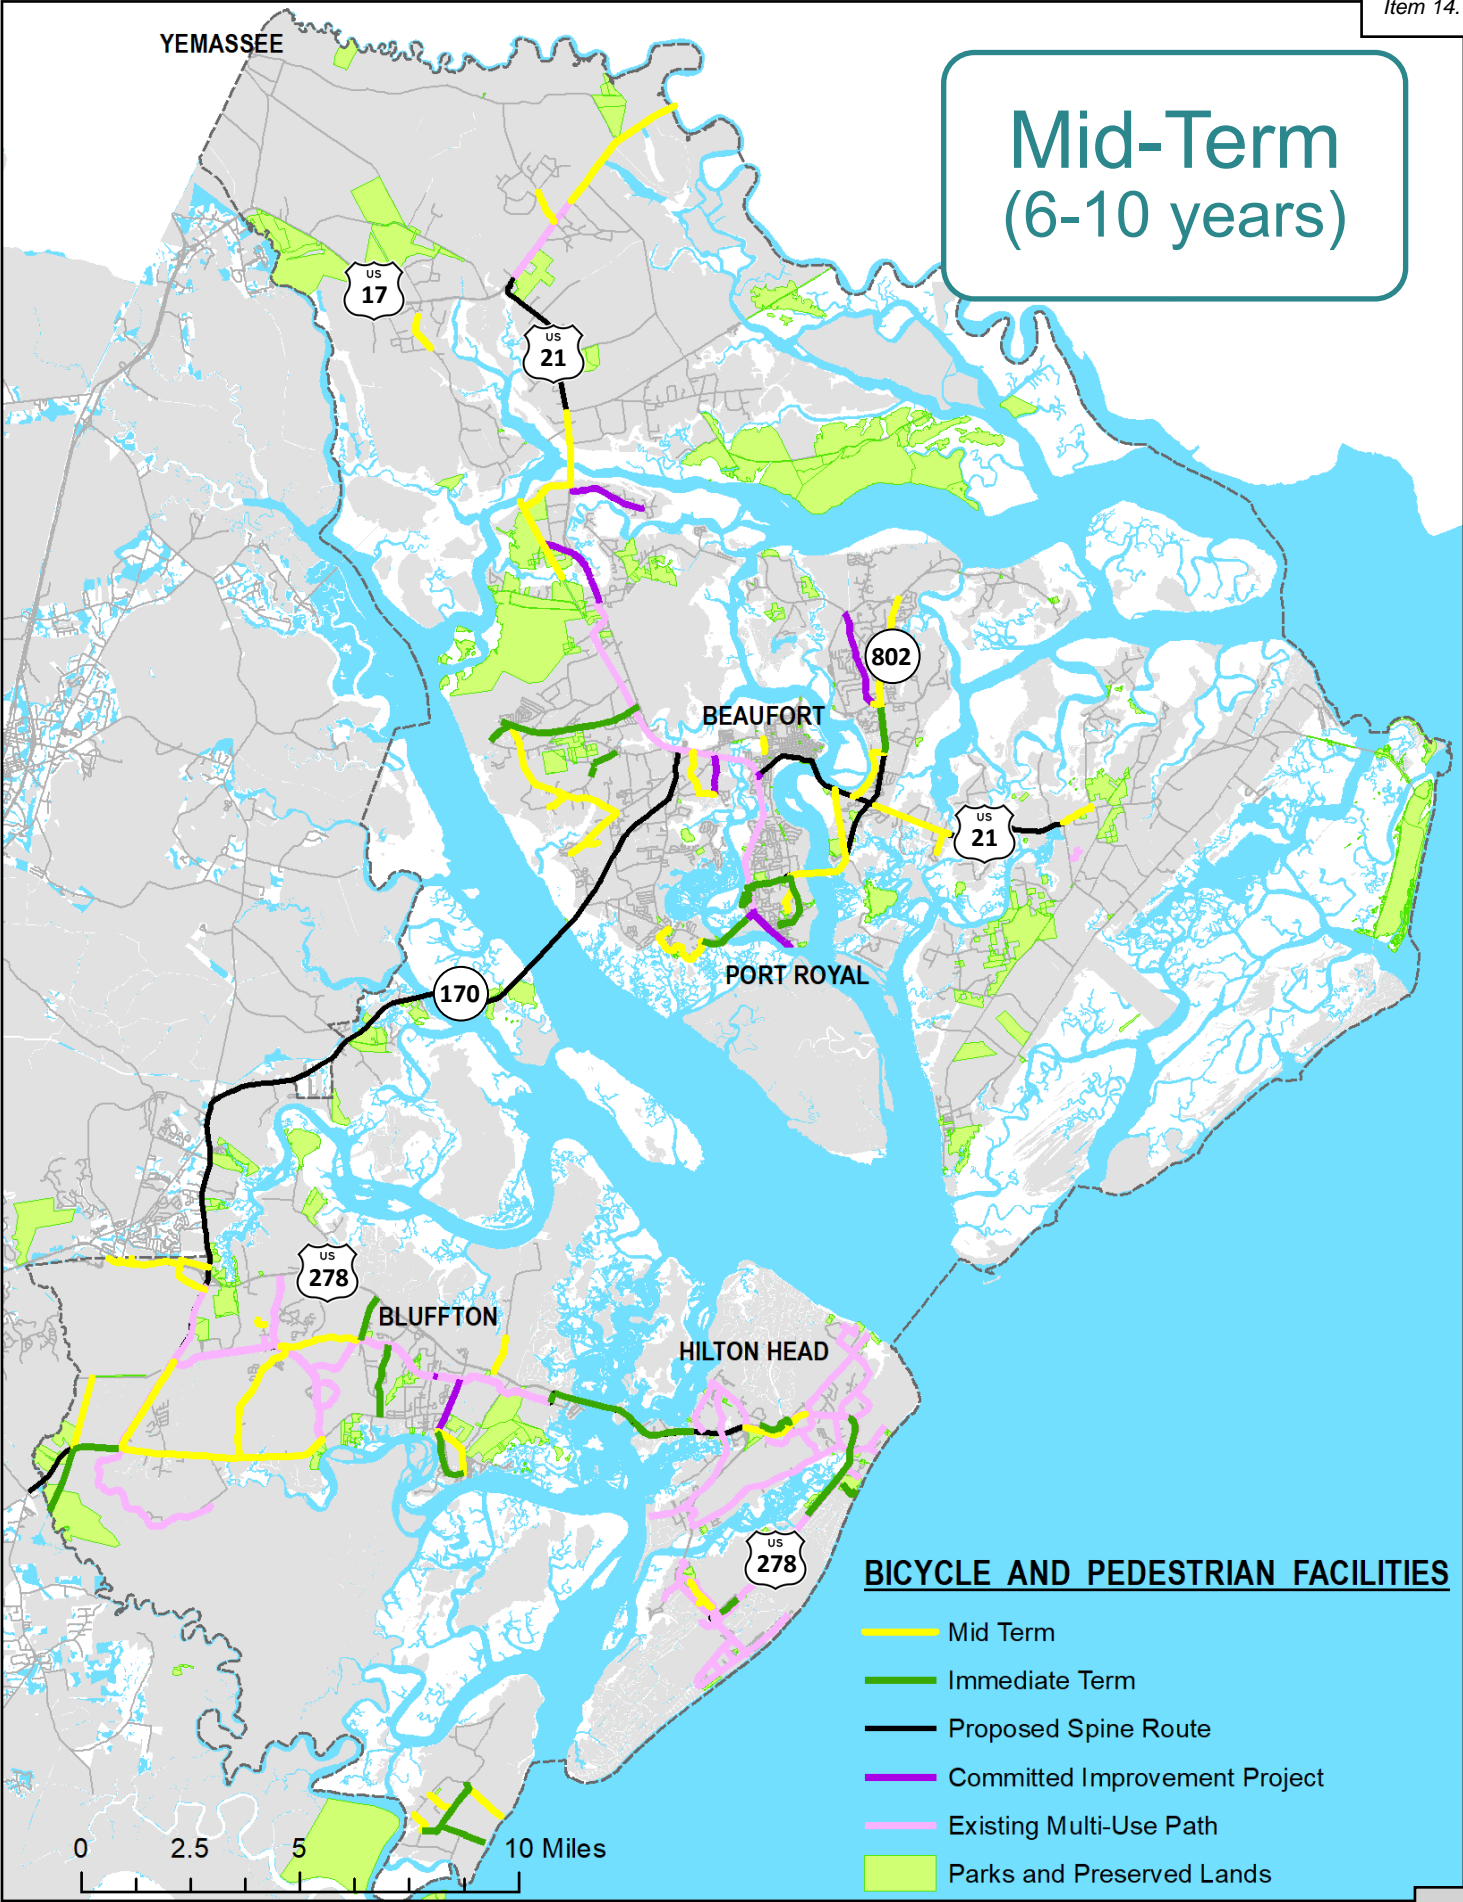 Item 14.
YEMASSEE
Mid-Term
(6-10 years)
US
17
US
21
802
BEAUFORT
US
21
PORT ROYAL
170
US
278
BLUFFTON
HILTON HEAD
US
278
BICYCLE AND PEDESTRIAN FACILITIES
Mid Term
Immediate Term
Proposed Spine Route
Committed Improvement Project
Existing Multi-Use Path
Parks and Preserved Lands
0 2.5 5 10 Miles